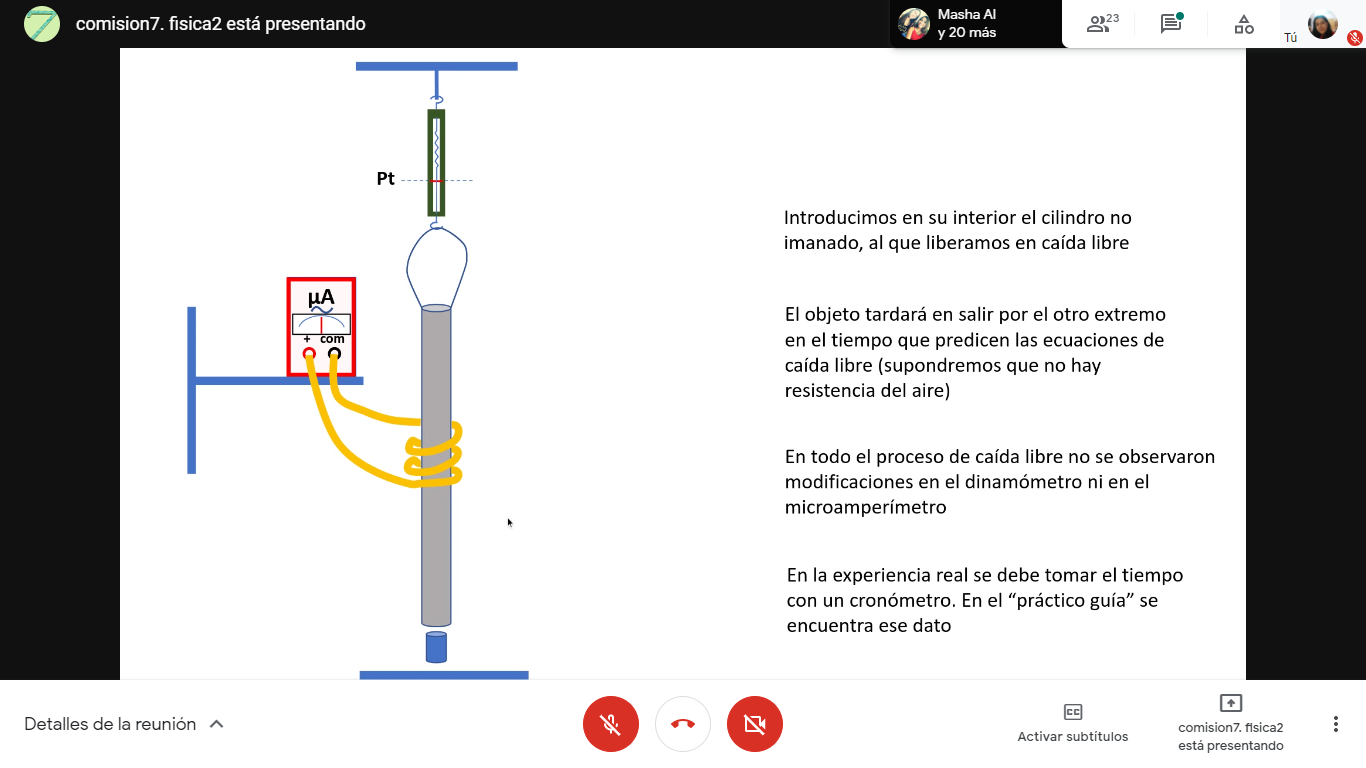 comision7. fisica2 está presentando
Masha Al
y 20 más
23
Tú
Pt
µA
+ com
Introducimos en su interior el cilindro no
imanado, al que liberamos en caída libre
El objeto tardará en salir por el otro extremo
en el tiempo que predicen las ecuaciones de
caída libre (supondremos que no hay
resistencia del aire)
En todo el proceso de caída libre no se observaron
modificaciones en el dinamómetro ni en el
microamperímetro
En la experiencia real se debe tomar el tiempo
con un cronómetro. En el “práctico guía” se
encuentra ese dato
Detalles de la reunión
CC
Activar subtítulos
comision7. fisica2
está presentando